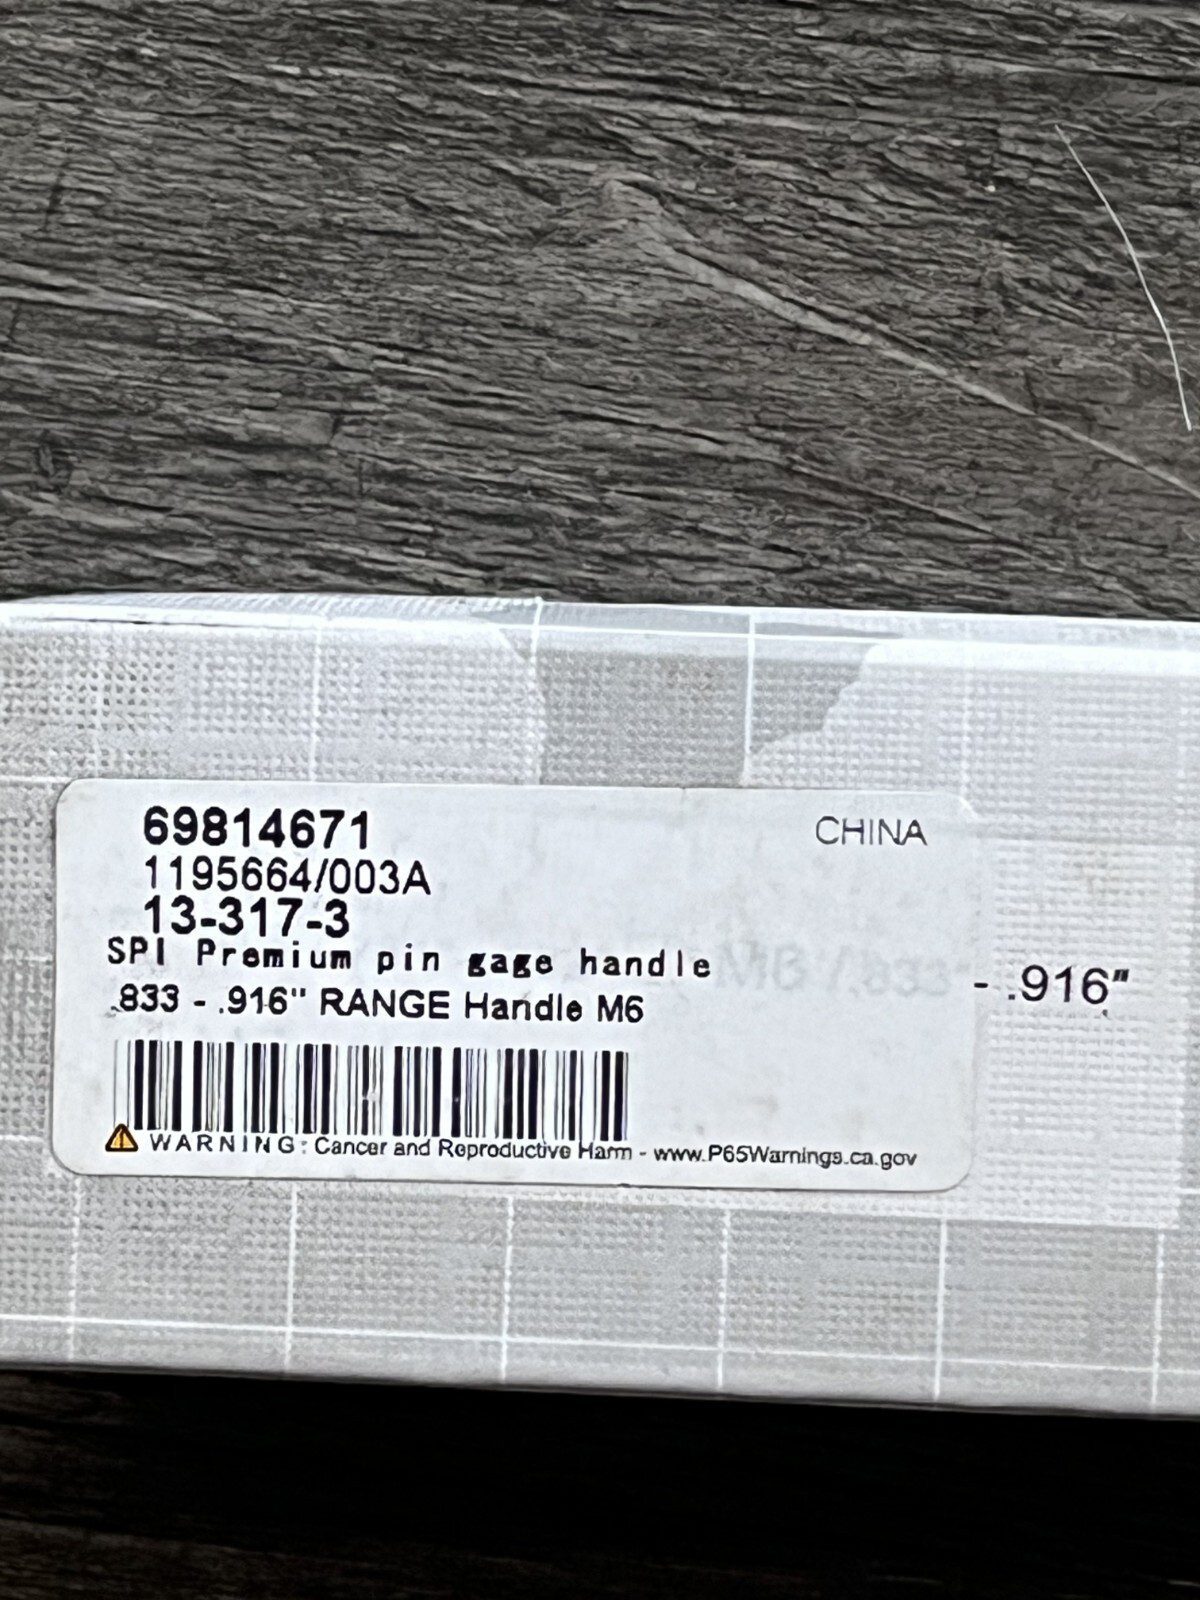 69814671
CHINA
1195664/003A
13-317-3
SPI Premium pin gage handle
.833 - .916" RANGE Handle M6
- .916"
WARNING: Cancer and Reproductive Harm - www.P65Warnings.ca.gov